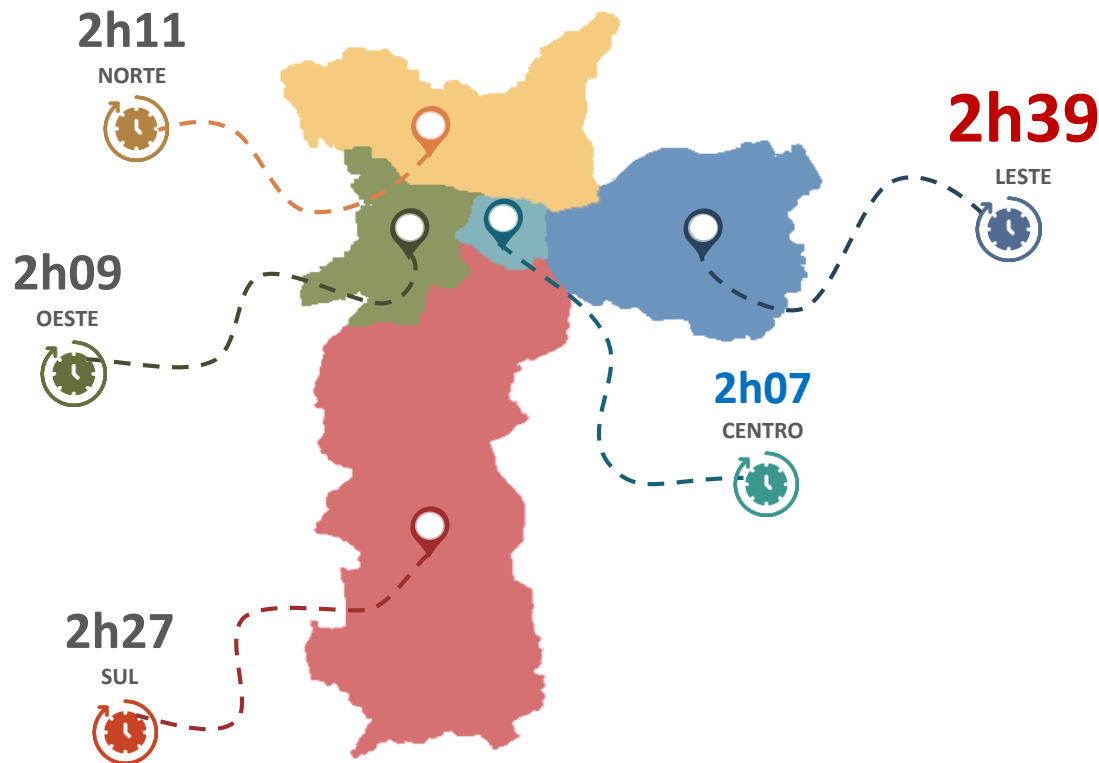 2h11
NORTE
2h39
LESTE
2h09
OESTE
2h07
CENTRO
2h27
SUL